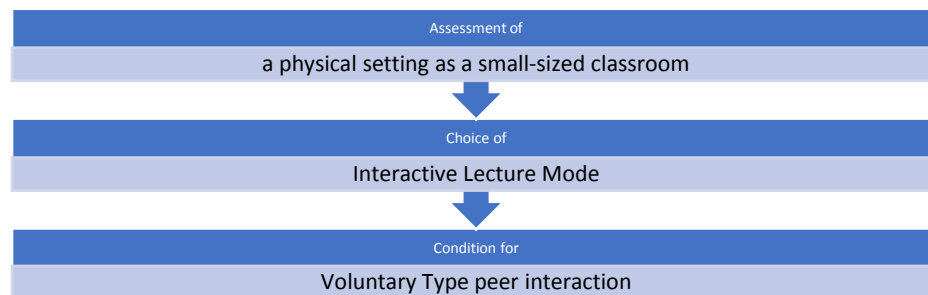 Assessment of
a physical setting as a small-sized classroom
Choice of
Interactive Lecture Mode
Condition for
Voluntary Type peer interaction